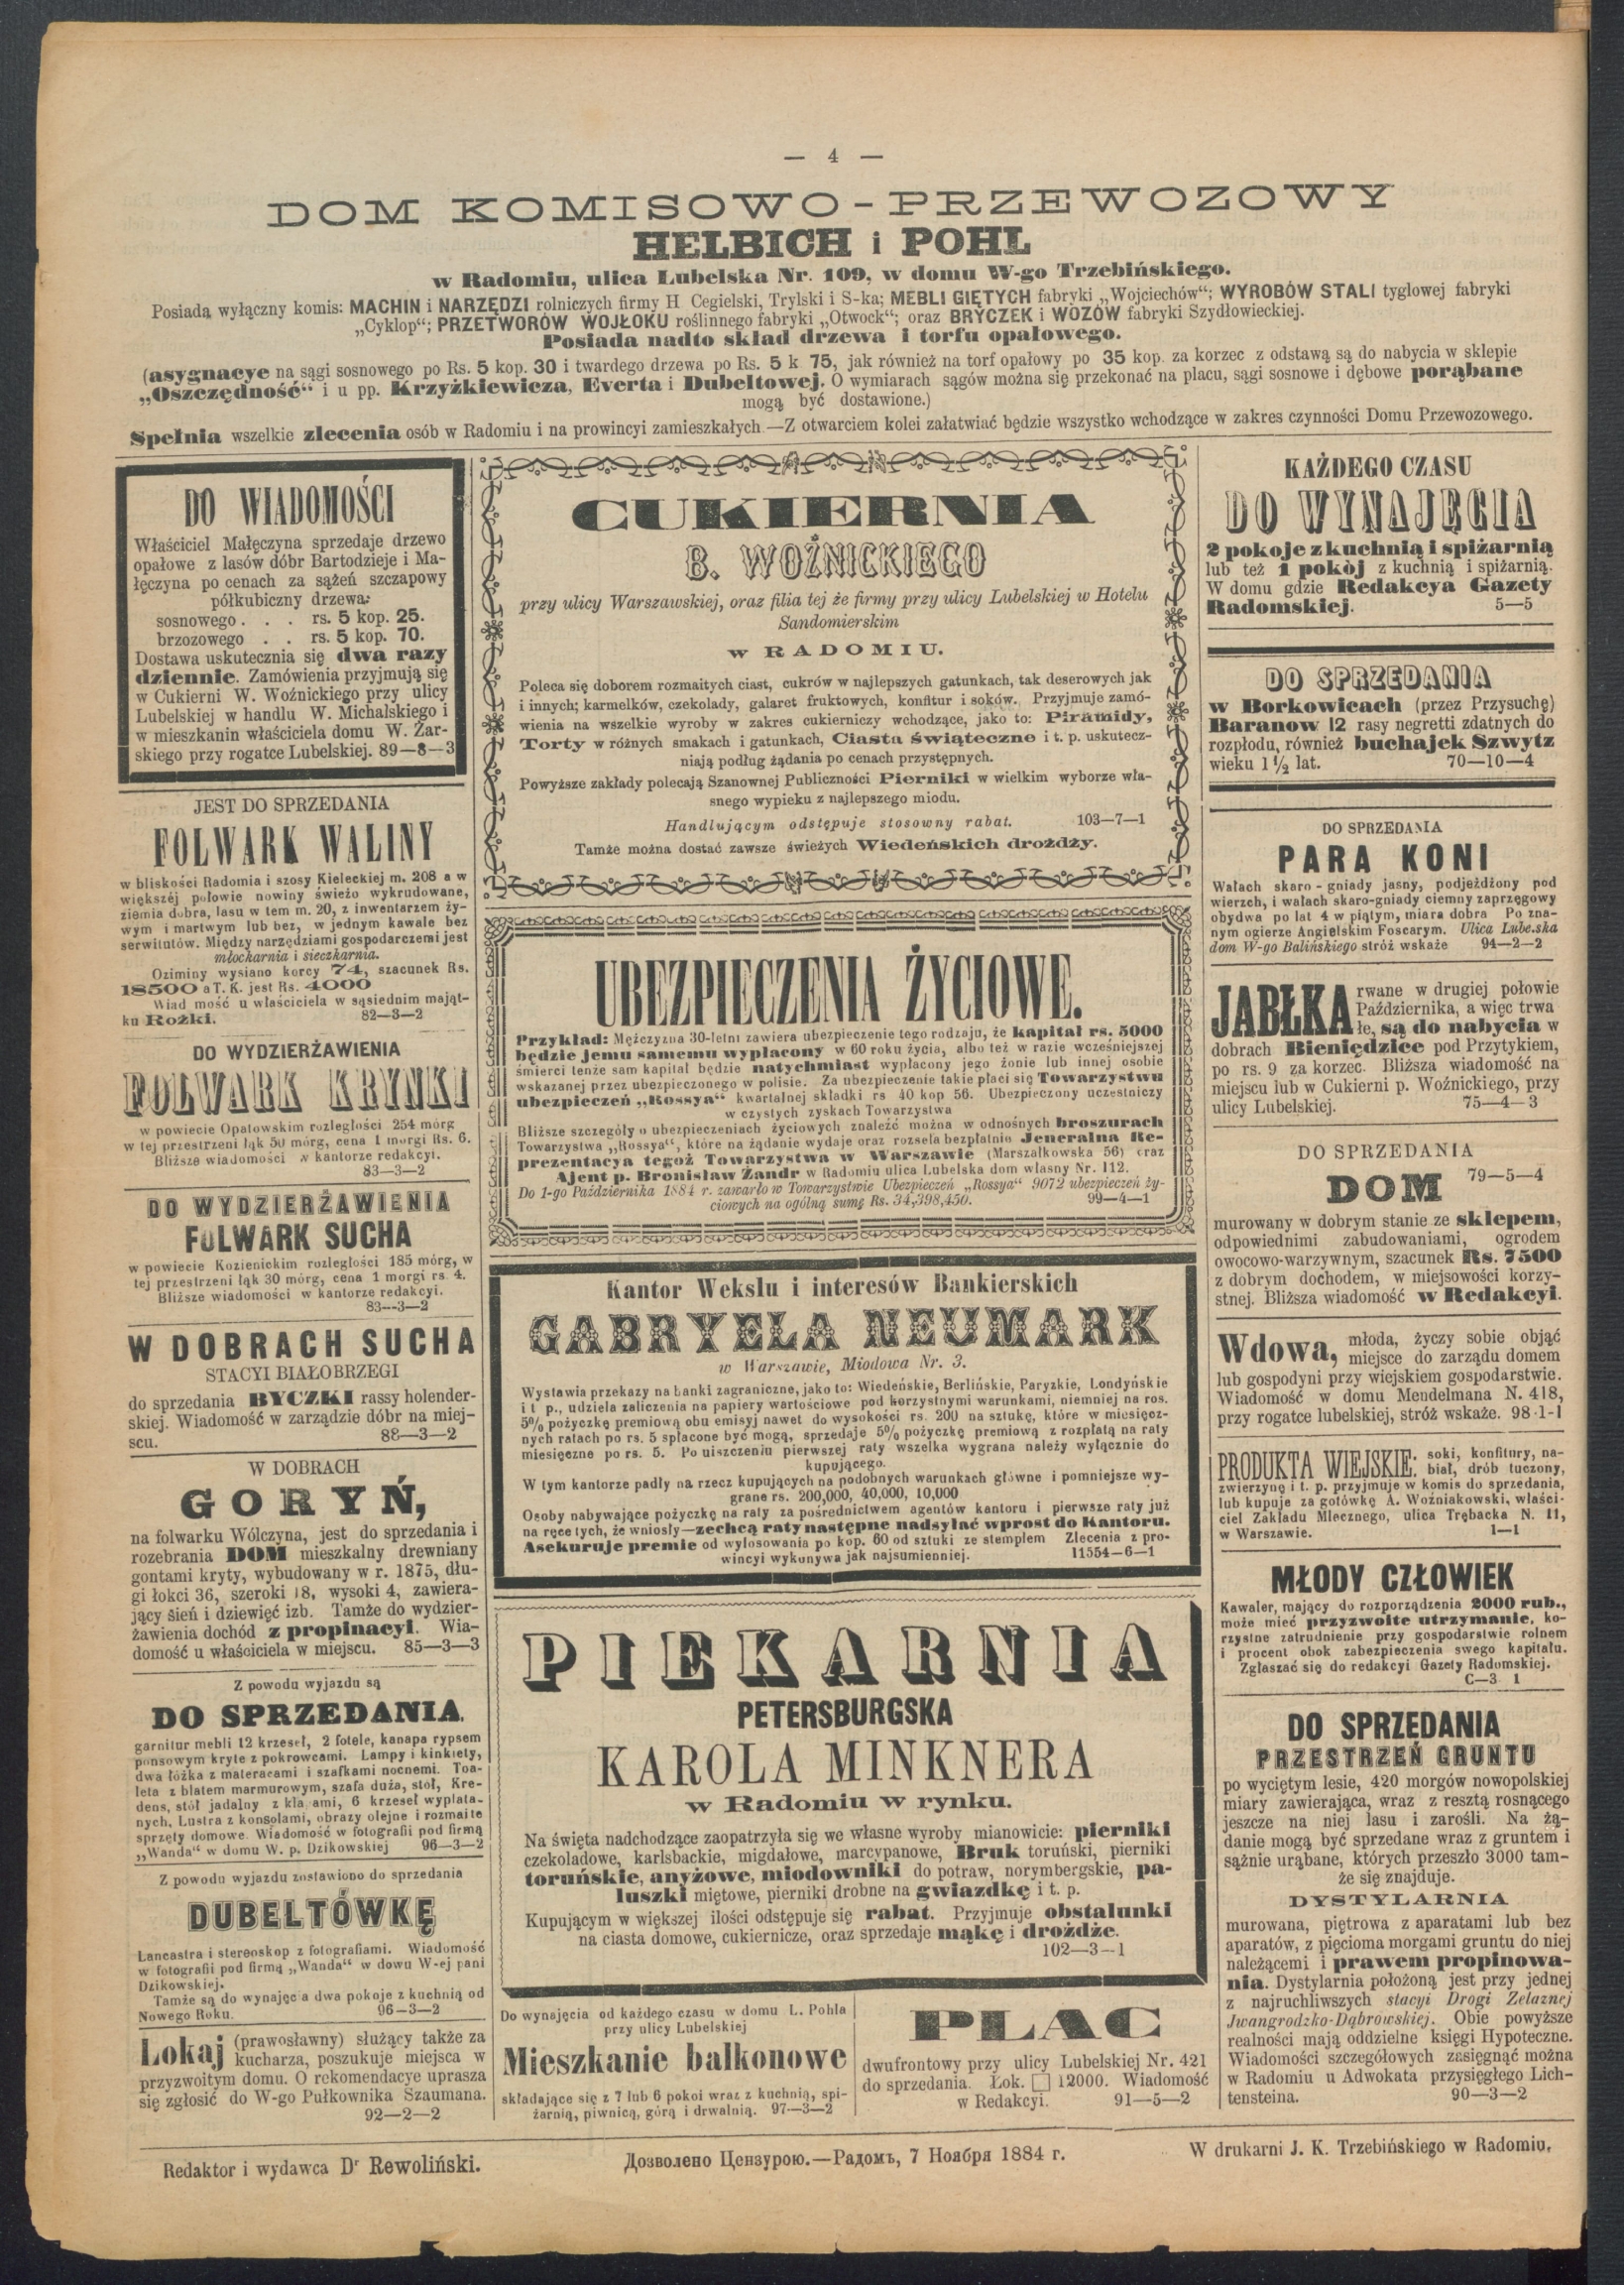 — 4 —
DOM KOMISOWO-PRZEWOZOWY
HELBICH i POHL
w Radomiu, ulica Lubelska Nr. 109, w domu W-go Trzebińskiego.
Posiada wyłączny komis: MACHIN i NARZĘDZI rolniczych firmy H Cegielski, Trylski i S-ka; MEBLI GIĘTYCH fabryki „Wojciechów“; WYROBÓW STALI tyglowej fabryki
„Cyklop“; PRZETWORÓW WOJŁOKU roślinnego fabryki „Otwock“; oraz BRYCZEK i WOZÓW fabryki Szydłowieckiej.
Posiada nadto skład drzewa i torfu opałowego.
(asygnacye na sągi sosnowego po Rs. 5 kop. 30 i twardego drzewa po Rs. 5 k 75, jak również na torf opałowy po 35 kop. za korzec z odstawą są do nabycia w sklepie
„Oszczędność“ i u pp. Krzyżkiewicza, Everta i Dubeltowej. O wymiarach sągów można się przekonać na placu, sągi sosnowe i dębowe porąbane
mogą być dostawione.)
Spełnia wszelkie zlecenia osób w Radomiu i na prowincyi zamieszkałych.—Z otwarciem kolei załatwiać będzie wszystko wchodzące w zakres czynności Domu Przewozowego.
DO WIADOMOŚCI
Właściciel Małęczyna sprzedaje drzewo
opałowe z lasów dóbr Bartodzieje i Ma-
łęczyna po cenach za sążeń szczapowy
półkubiczny drzewa:
sosnowego . . . rs. 5 kop. 25.
brzozowego . . rs. 5 kop. 70.
Dostawa uskutecznia się dwa razy
dziennie. Zamówienia przyjmują się
w Cukierni W. Woźnickiego przy ulicy
Lubelskiej w handlu W. Michalskiego i
w mieszkanin właściciela domu W. Żar-
skiego przy rogatce Lubelskiej. 89—8—3
JEST DO SPRZEDANIA
FOLWARK WALINY
w bliskości Radomia i szosy Kieleckiej m. 208 a w
większéj połowie nowiny świeżo wykrudowane,
ziemia dobra, lasu w tem m. 20, z inwentarzem ży-
wym i martwym lub bez, w jednym kawale bez
serwitutów. Między narzędziami gospodarczemi jest
młockarnia i sieczkarnia.
Oziminy wysiano korcy 74, szacunek Rs.
18500 a T. K. jest Rs. 4000
Wiad mość u właściciela w sąsiednim mająt-
ku Rożki. 82—3—2
DO WYDZIERŻAWIENIA
FOLWARK KRYNKI
w powiecie Opatowskim rozległości 254 mórg
w tej przestrzeni łąk 50 mórg, cena 1 morgi Rs. 6.
Bliższe wiadomości w kantorze redakcyi.
83—3—2
DO WYDZIERŻAWIENIA
FOLWARK SUCHA
w powiecie Kozienickim rozległości 185 mórg, w
tej przestrzeni łąk 30 mórg, cena 1 morgi rs. 4.
Bliższe wiadomości w kantorze redakcyi.
83—3—2
W DOBRACH SUCHA
STACYI BIAŁOBRZEGI
do sprzedania BYCZKI rassy holender-
skiej. Wiadomość w zarządzie dóbr na miej-
scu. 88—3—2
W DOBRACH
GORYŃ,
na folwarku Wólczyna, jest do sprzedania i
rozebrania DOM mieszkalny drewniany
gontami kryty, wybudowany w r. 1875, dłu-
gi łokci 36, szeroki 18, wysoki 4, zawiera-
jący sień i dziewięć izb. Tamże do wydzier-
żawienia dochód z propinacyi. Wia-
domość u właściciela w miejscu. 85—3—3
Z powodu wyjazdu są
DO SPRZEDANIA.
garnitur mebli 12 krzeseł, 2 fotele, kanapa rypsem
ponsowym kryte z pokrowcami. Lampy i kinkiety,
dwa łóżka z materacami i szafkami nocnemi. Toa-
leta z blatem marmurowym, szafa duża, stół, Kre-
dens, stół jadalny z kla ami, 6 krzeseł wyplata-
nych, Lustra z konsolami, obrazy olejne i rozmaite
sprzęty domowe. Wiadomość w fotografii pod firmą
„Wanda“ w domu W. p. Dzikowskiej 96—3—2
Z powodu wyjazdu zostawiono do sprzedania
DUBELTÓWKĘ
Lancastra i stereoskop z fotografiami. Wiadomość
w fotografii pod firmą „Wanda“ w dowu W-ej pani
Dzikowskiej.
Tamże są do wynajęcia dwa pokoje z kuchnią od
Nowego Roku. 96—3—2
Lokaj (prawosławny) służący także za
kucharza, poszukuje miejsca w
przyzwoitym domu. O rekomendacye uprasza
się zgłosić do W-go Pułkownika Szaumana.
92—2—2
CUKIERNIA
B. WOŹNICKIEGO
przy ulicy Warszawskiej, oraz filia tej że firmy przy ulicy Lubelskiej w Hotelu
Sandomierskim
w RADOMIU.
Poleca się doborem rozmaitych ciast, cukrów w najlepszych gatunkach, tak deserowych jak
i innych; karmelków, czekolady, galaret fruktowych, konfitur i soków. Przyjmuje zamó-
wienia na wszelkie wyroby w zakres cukierniczy wchodzące, jako to: Piramidy,
Torty w różnych smakach i gatunkach, Ciasta świąteczne i t. p. uskutecz-
niają podług żądania po cenach przystępnych.
Powyższe zakłady polecają Szanownej Publiczności Pierniki w wielkim wyborze wła-
snego wypieku z najlepszego miodu.
Handlującym odstępuje stosowny rabat. 103—7—1
Tamże można dostać zawsze świeżych Wiedeńskich drożdży.
UBEZPIECZENIA ŻYCIOWE.
Przykład: Mężczyzna 30-letni zawiera ubezpieczenie tego rodzaju, że kapitał rs. 5000
będzie jemu samemu wypłacony w 60 roku życia, albo też w razie wcześniejszej
śmierci tenże sam kapitał będzie natychmiast wypłacony jego żonie lub innej osobie
wskazanej przez ubezpieczonego w polisie. Za ubezpieczenie takie płaci się Towarzystwu
ubezpieczeń „Rossya“ kwartalnej składki rs 40 kop 56. Ubezpieczony uczestniczy
w czystych zyskach Towarzystwa
Bliższe szczegóły o ubezpieczeniach życiowych znaleźć można w odnośnych broszurach
Towarzystwa „Rossya“, które na żądanie wydaje oraz rozsela bezpłatnie Jeneralna Re-
prezentacya tegoż Towarzystwa w Warszawie (Marszałkowska 56) oraz
Ajent p. Bronisław Żandr w Radomiu ulica Lubelska dom własny Nr. 112.
Do 1-go Października 1884 r. zawarło w Towarzystwie Ubezpieczeń „Rossya“ 9072 ubezpieczeń ży-
ciowych na ogólną sumę Rs. 34,398,450. 99—4—1
Kantor Wekslu i interesów Bankierskich
GABRYELA NEUMARK
w Warszawie, Miodowa Nr. 3.
Wystawia przekazy na banki zagraniczne, jako to: Wiedeńskie, Berlińskie, Paryzkie, Londyńskie
i t p., udziela zaliczenia na papiery wartościowe pod korzystnymi warunkami, niemniej na ros.
5% pożyczkę premiową obu emisyj nawet do wysokości rs. 200 na sztukę, które w miesięcz-
nych ratach po rs. 5 spłacone być mogą, sprzedaje 5% pożyczkę premiową z rozpłatą na raty
miesięczne po rs. 5. Po uiszczeniu pierwszej raty wszelka wygrana należy wyłącznie do
kupującego.
W tym kantorze padły na rzecz kupujących na podobnych warunkach główne i pomniejsze wy-
grane rs. 200,000, 40,000, 10,000
Osoby nabywające pożyczkę na raty za pośrednictwem agentów kantoru i pierwsze raty już
na ręce tych, że wniosły—zechcą raty następne nadsyłać wprost do Kantoru.
Asekuruje premie od wylosowania po kop. 60 od sztuki ze stemplem Zlecenia z pro-
wincyi wykonywa jak najsumienniej. 11554—6—1
PIEKARNIA
PETERSBURGSKA
KAROLA MINKNERA
w Radomiu w rynku.
Na święta nadchodzące zaopatrzyła się we własne wyroby mianowicie: pierniki
czekoladowe, karlsbackie, migdałowe, marcypanowe, Bruk toruński, pierniki
toruńskie, anyżowe, miodowniki do potraw, norymbergskie, pa-
luszki miętowe, pierniki drobne na gwiazdkę i t. p.
Kupującym w większej ilości odstępuje się rabat. Przyjmuje obstalunki
na ciasta domowe, cukiernicze, oraz sprzedaje mąkę i drożdże.
102—3—1
Do wynajęcia od każdego czasu w domu L. Pohla
przy ulicy Lubelskiej
Mieszkanie balkonowe
składające się z 7 lub 6 pokoi wraz z kuchnią, spi-
żarnią, piwnicą, górą i drwalnią. 97—3—2
PLAC
dwufrontowy przy ulicy Lubelskiej Nr. 421
do sprzedania. Łok. □ 12000. Wiadomość
w Redakcyi. 91—5—2
KAŻDEGO CZASU
DO WYNAJĘCIA
2 pokoje z kuchnią i spiżarnią
lub też 1 pokój z kuchnią i spiżarnią.
W domu gdzie Redakcya Gazety
Radomskiej. 5—5
DO SPRZEDANIA
w Borkowicach (przez Przysuchę)
Baranow 12 rasy negretti zdatnych do
rozpłodu, również buchajek Szwytz
wieku 1½ lat. 70—10—4
DO SPRZEDANIA
PARA KONI
Wałach skaro-gniady jasny, podjeżdżony pod
wierzch, i wałach skaro-gniady ciemny zaprzęgowy
obydwa po lat 4 w piątym, miara dobra Po zna-
nym ogierze Angielskim Foscarym. Ulica Lube.ska
dom W-go Balińskiego stróż wskaże 94—2—2
JABŁKA rwane w drugiej połowie
Października, a więc trwa
łe, są do nabycia w
dobrach Bieniędzice pod Przytykiem,
po rs. 9 za korzec. Bliższa wiadomość na
miejscu lub w Cukierni p. Woźnickiego, przy
ulicy Lubelskiej. 75—4—3
DO SPRZEDANIA
DOM 79—5—4
murowany w dobrym stanie ze sklepem,
odpowiednimi zabudowaniami, ogrodem
owocowo-warzywnym, szacunek Rs. 7500
z dobrym dochodem, w miejsowości korzy-
stnej. Bliższa wiadomość w Redakcyi.
Wdowa, młoda, życzy sobie objąć
miejsce do zarządu domem
lub gospodyni przy wiejskiem gospodarstwie.
Wiadomość w domu Mendelmana N. 418,
przy rogatce lubelskiej, stróż wskaże. 98-1-1
PRODUKTA WIEJSKIE: soki, konfitury, na-
biał, drób tuczony,
zwierzynę i t. p. przyjmuje w komis do sprzedania,
lub kupuje za gotówkę A. Woźniakowski, właści-
ciel Zakładu Mlecznego, ulica Trębacka N. 11,
w Warszawie. 1—1
MŁODY CZŁOWIEK
Kawaler, mający do rozporządzenia 2000 rub.,
może mieć przyzwoite utrzymanie, ko-
rzystne zatrudnienie przy gospodarstwie rolnem
i procent obok zabezpieczenia swego kapitału.
Zgłaszać się do redakcyi Gazety Radomskiej.
C—3 1
DO SPRZEDANIA
PRZESTRZEŃ GRUNTU
po wyciętym lesie, 420 morgów nowopolskiej
miary zawierająca, wraz z resztą rosnącego
jeszcze na niej lasu i zarośli. Na żą-
danie mogą być sprzedane wraz z gruntem i
sążnie urąbane, których przeszło 3000 tam-
że się znajduje.
DYSTYLARNIA
murowana, piętrowa z aparatami lub bez
aparatów, z pięcioma morgami gruntu do niej
należącemi i prawem propinowa-
nia. Dystylarnia położoną jest przy jednej
z najruchliwszych stacyi Drogi Żelaznej
Jwangrodzko-Dąbrowskiej. Obie powyższe
realności mają oddzielne księgi Hypoteczne.
Wiadomości szczegółowych zasięgnąć można
w Radomiu u Adwokata przysięgłego Lich-
tensteina. 90—3—2
Redaktor i wydawca Dr Rewoliński.
Дозволено Цензурою.—Радомъ, 7 Ноября 1884 г.
W drukarni J. K. Trzebińskiego w Radomiu.